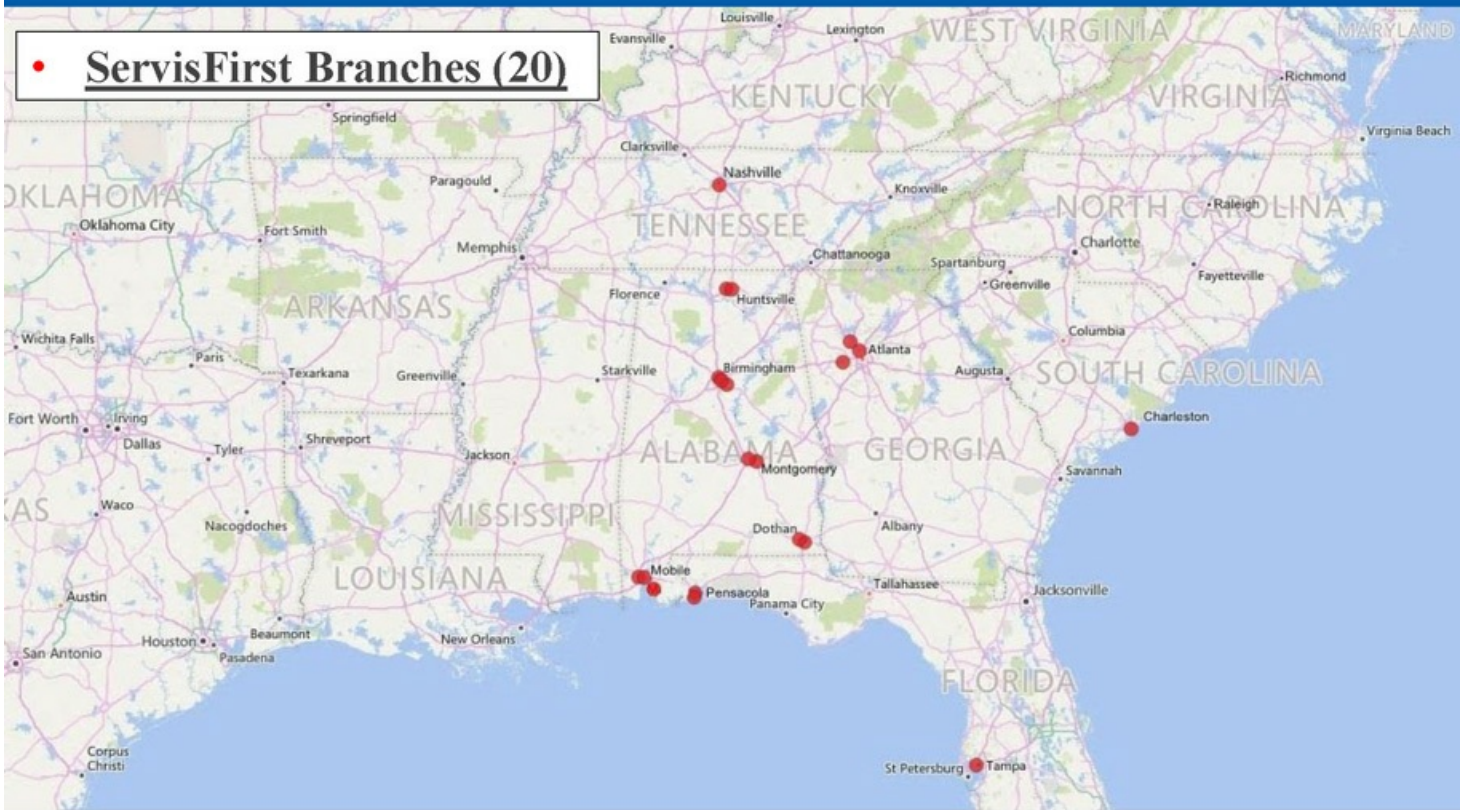 • ServisFirst Branches (20)
Louisville
Evansville
Lexington
WEST VIRGINIA
MARYLAND
Richmond
KENTUCKY
VIRGINIA
Springfield
Virginia Beach
Clarksville
Nashville
Paragould
Knoxville
OKLAHOMA
NORTH CAROLINA
Raleigh
Oklahoma City
Fort Smith
TENNESSEE
Memphis
Charlotte
Chattanooga
Spartanburg
Fayetteville
Greenville
Florence
Huntsville
ARKANSAS
Wichita Falls
Columbia
Paris
Atlanta
Texarkana
Greenville
Starkville
Birmingham
Augusta
SOUTH CAROLINA
Fort Worth
Irving
Dallas
Charleston
Shreveport
Tyler
Jackson
ALABAMA
GEORGIA
Montgomery
Savannah
Waco
XAS
MISSISSIPPI
Nacogdoches
Dothan
Albany
Mobile
LOUISIANA
Tallahassee
Jacksonville
Pensacola
Panama City
Austin
Beaumont
Houston
New Orleans
San Antonio
Pasadena
FLORIDA
Corpus
Christi
St Petersburg
Tampa